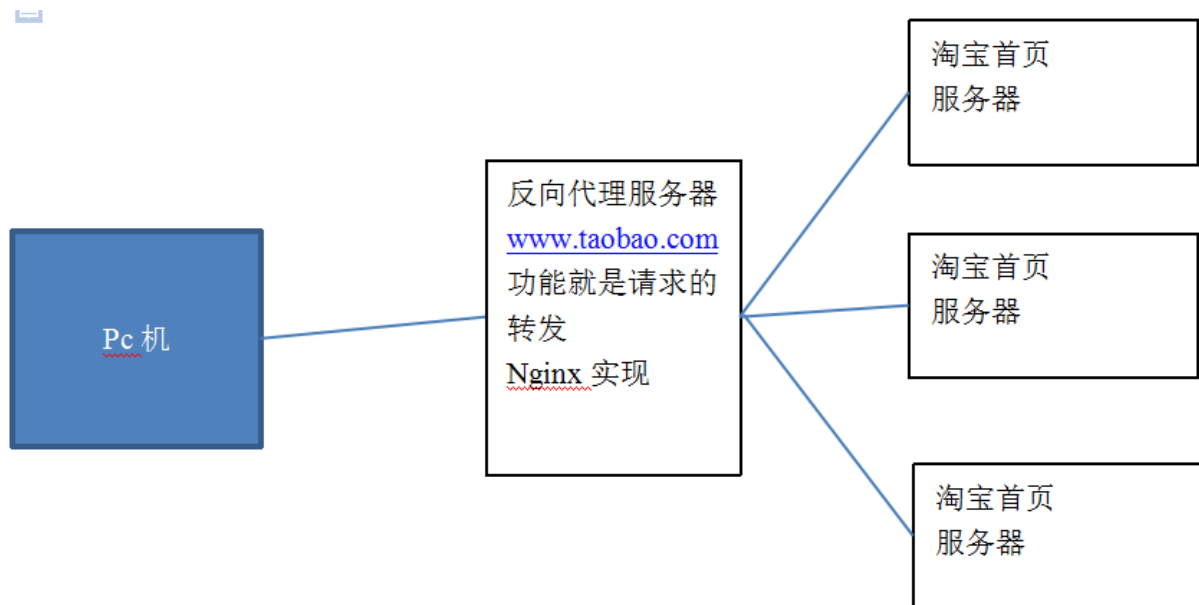 Pc机
反向代理服务器
www.taobao.com
功能就是请求的
转发
Nginx 实现
淘宝首页
服务器
淘宝首页
服务器
淘宝首页
服务器